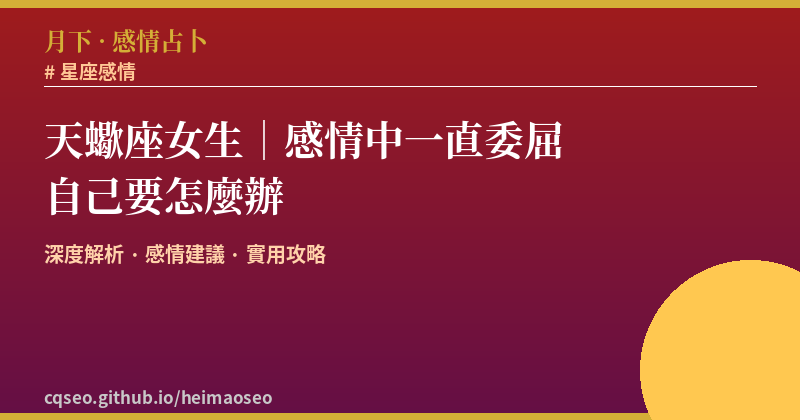 月下 · 感情占卜
# 星座感情
天蠍座女生｜感情中一直委屈
自己要怎麼辦
深度解析 · 感情建議 · 實用攻略
cqseo.github.io/heimaoseo